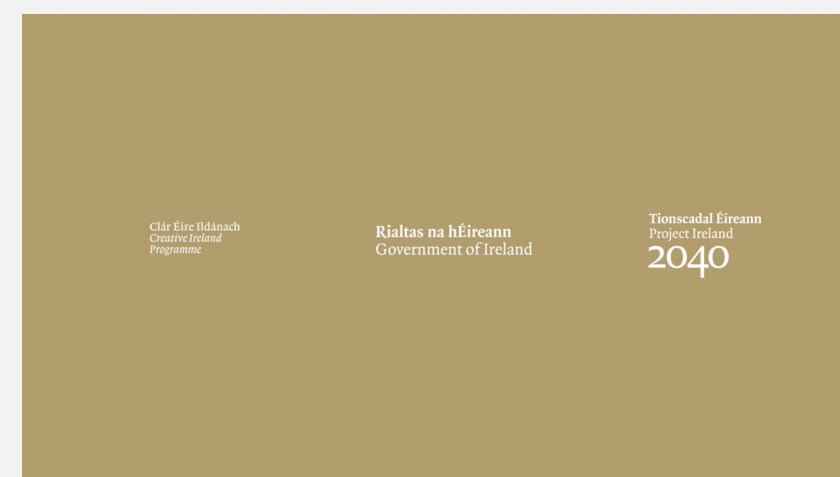 Clár Éire Ildánach
Creative Ireland
Programme
Rialtas na hÉireann
Government of Ireland
Tionscadal Éireann
Project Ireland
2040